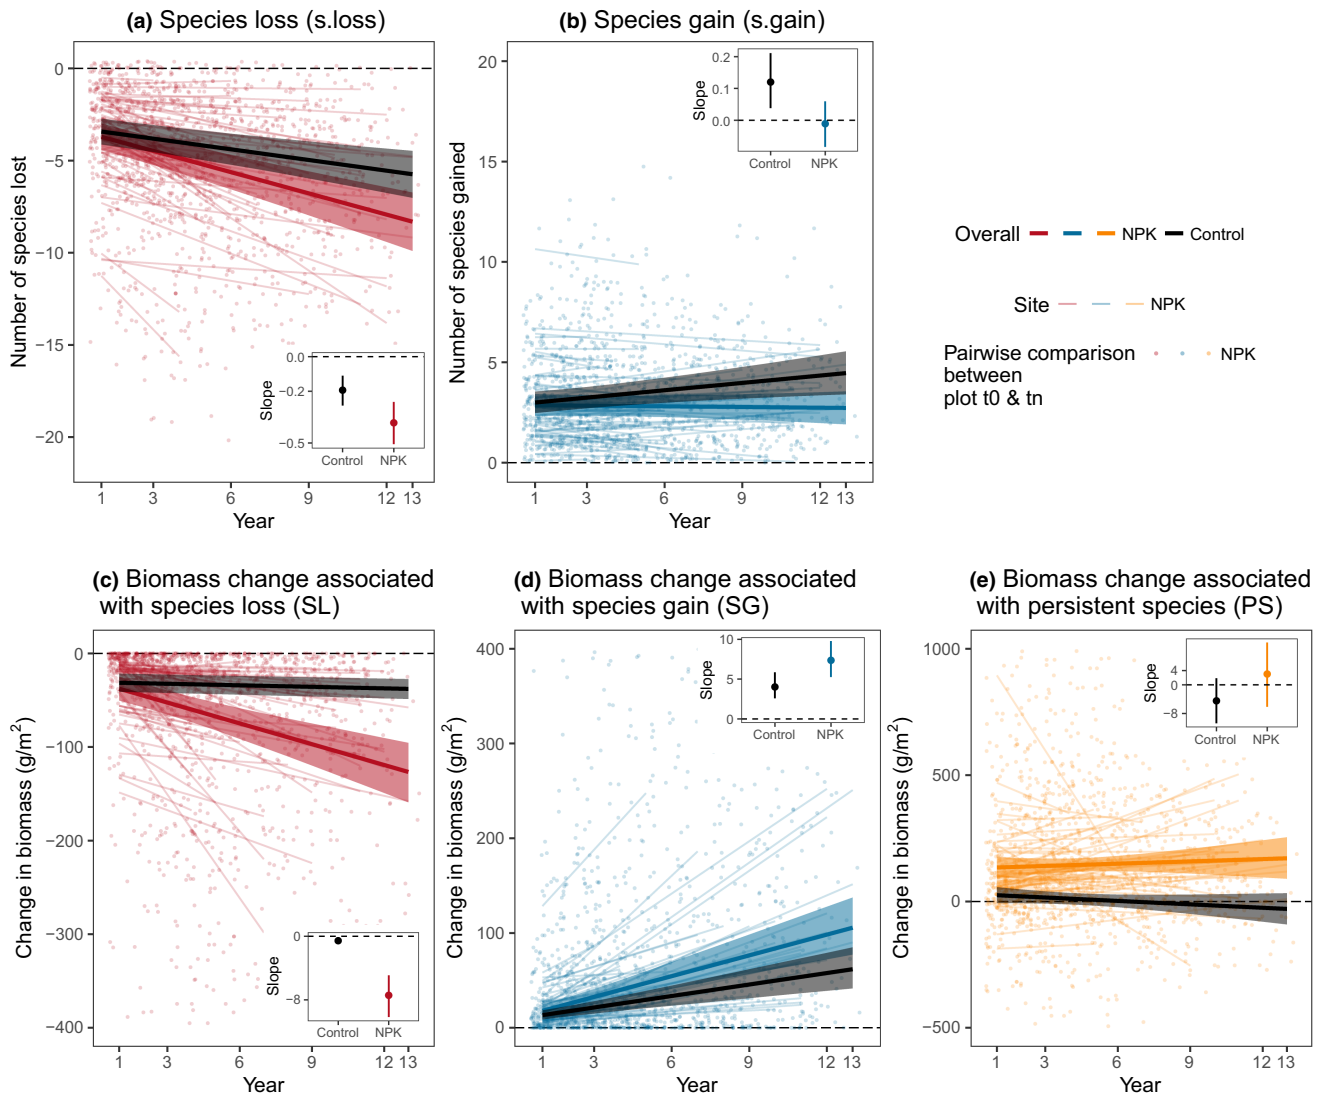 (a) Species loss (s.loss)
Number of species lost
0
−5
−10
−15
−20
1 3 6 9 12 13
Year
Slope
0.0
−0.2
−0.5
Control NPK
(b) Species gain (s.gain)
Number of species gained
20
15
10
5
0
1 3 6 9 12 13
Year
Slope
0.2
0.1
0.0
Control NPK
Overall NPK Control
Site NPK
Pairwise comparison NPK
between
plot t0 & tn
(c) Biomass change associated
with species loss (SL)
Change in biomass (g/m²)
0
−100
−200
−300
−400
1 3 6 9 12 13
Year
Slope
0
−8
Control NPK
(d) Biomass change associated
with species gain (SG)
Change in biomass (g/m²)
400
300
200
100
0
1 3 6 9 12 13
Year
Slope
10
5
0
Control NPK
(e) Biomass change associated
with persistent species (PS)
Change in biomass (g/m²)
1000
500
0
−500
1 3 6 9 12 13
Year
Slope
4
0
−8
Control NPK